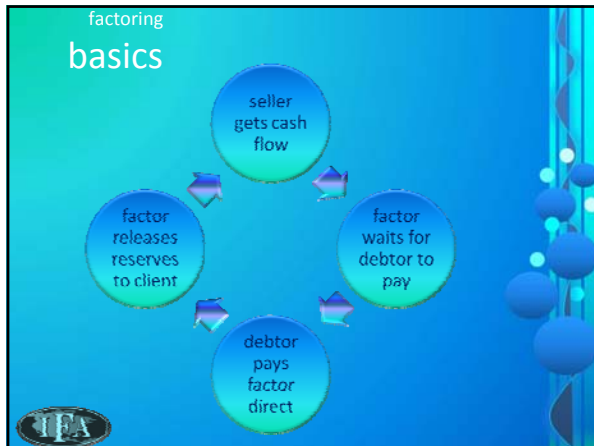 factoring
basics
seller
gets cash
flow
factor
waits for
debtor to
pay
debtor
pays
factor
direct
factor
releases
reserves
to client
IFA